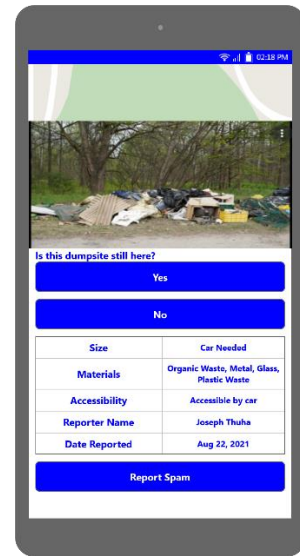 02:18 PM
Is this dumpsite still here?
Yes
No
Size Car Needed
Materials Organic Waste, Metal, Glass,
Plastic Waste
Accessibility Accessible by car
Reporter Name Joseph Thuha
Date Reported Aug 22, 2021
Report Spam